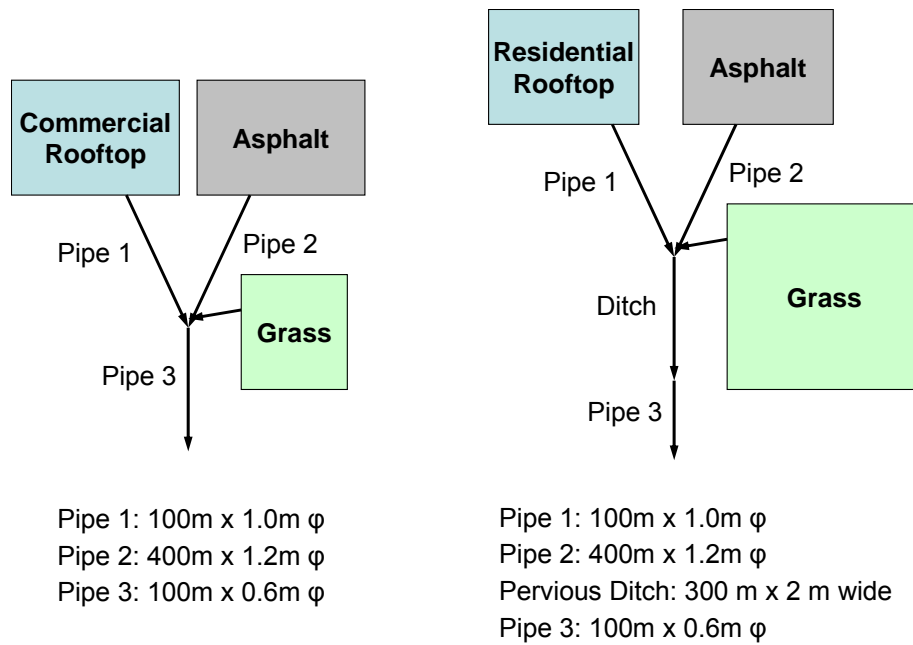 Commercial
Rooftop
Asphalt
Pipe 1
Pipe 2
Grass
Pipe 3
Pipe 1: 100m x 1.0m φ
Pipe 2: 400m x 1.2m φ
Pipe 3: 100m x 0.6m φ
Residential
Rooftop
Asphalt
Pipe 1
Pipe 2
Ditch
Grass
Pipe 3
Pipe 1: 100m x 1.0m φ
Pipe 2: 400m x 1.2m φ
Pervious Ditch: 300 m x 2 m wide
Pipe 3: 100m x 0.6m φ